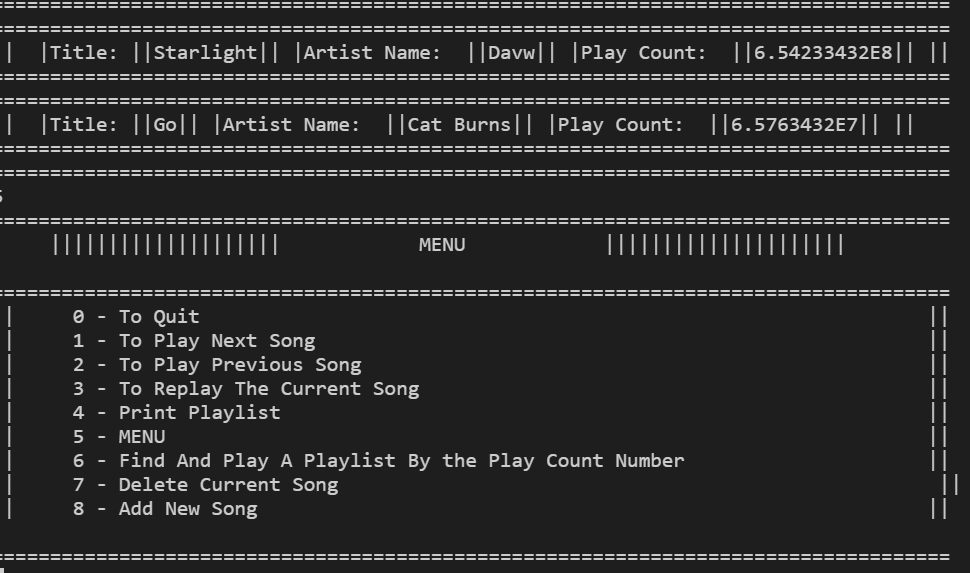 ==================================================================================
==================================================================================
|  |Title: ||Starlight|| |Artist Name:  ||Davw|| |Play Count:  ||6.54233432E8|| ||
==================================================================================
==================================================================================
|  |Title: ||Go|| |Artist Name:  ||Cat Burns|| |Play Count:  ||6.5763432E7|| ||
==================================================================================
==================================================================================
5
==================================================================================
    ||||||||||||||||||||            MENU            |||||||||||||||||||||
==================================================================================
|     0 - To Quit                                                               ||
|     1 - To Play Next Song                                                     ||
|     2 - To Play Previous Song                                                 ||
|     3 - To Replay The Current Song                                            ||
|     4 - Print Playlist                                                        ||
|     5 - MENU                                                                  ||
|     6 - Find And Play A Playlist By the Play Count Number                     ||
|     7 - Delete Current Song                                                    ||
|     8 - Add New Song                                                          ||
==================================================================================